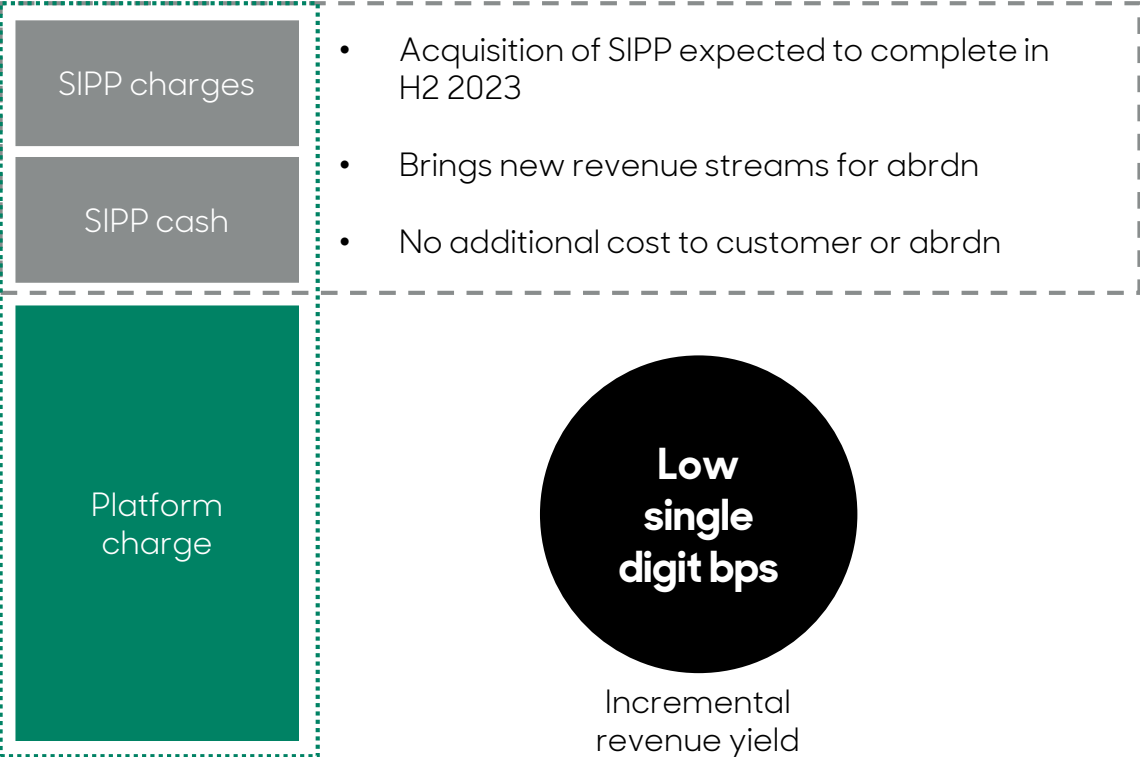 SIPP charges
SIPP cash
• Acquisition of SIPP expected to complete in
H2 2023
• Brings new revenue streams for abrdn
• No additional cost to customer or abrdn
Platform
charge
Low
single
digit bps
Incremental
revenue yield